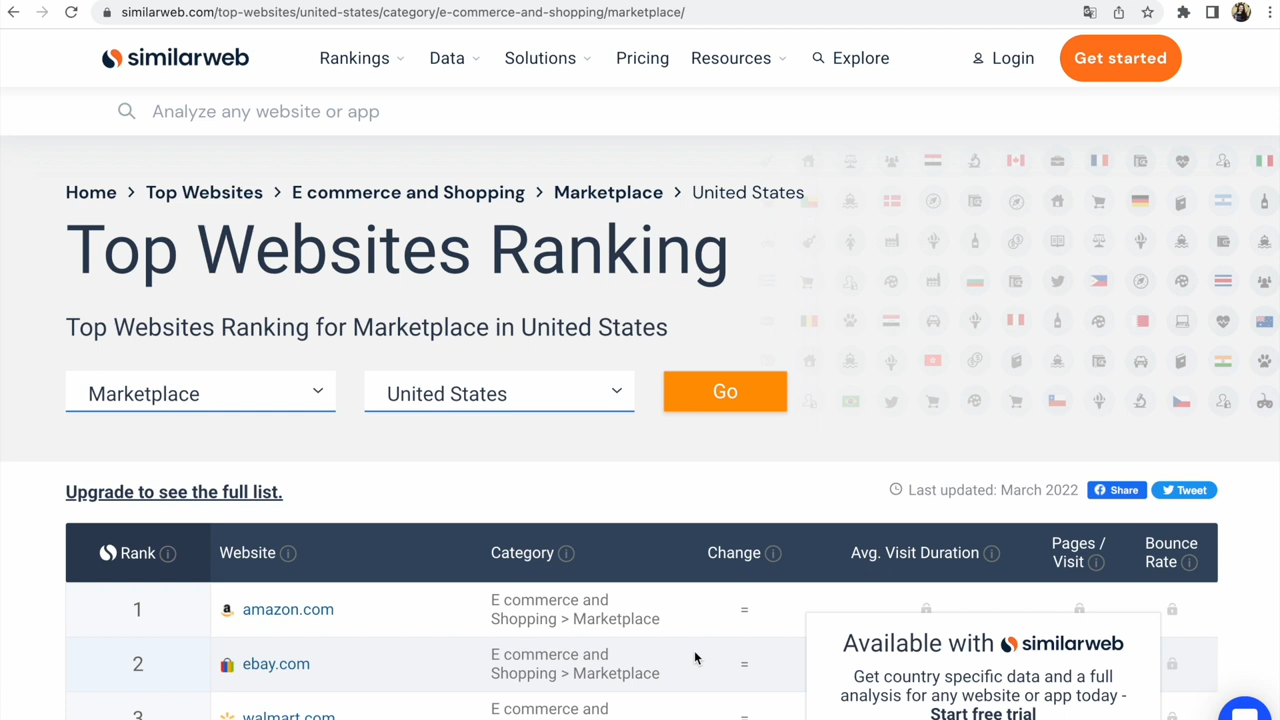 similarweb.com/top-websites/united-states/category/e-commerce-and-shopping/marketplace/
similarweb
Rankings
Data
Solutions
Pricing
Resources
Explore
Login
Get started
Analyze any website or app
Home > Top Websites > E commerce and Shopping > Marketplace > United States
Top Websites Ranking
Top Websites Ranking for Marketplace in United States
Marketplace
United States
Go
Upgrade to see the full list.
Last updated: March 2022
Share
Tweet
Rank
Website
Category
Change
Avg. Visit Duration
Pages /
Visit
Bounce
Rate
1
amazon.com
E commerce and
Shopping > Marketplace
=
2
ebay.com
E commerce and
Shopping > Marketplace
=
3
walmart.com
E commerce and
=
Available with similarweb
Get country specific data and a full
analysis for any website or app today -
Start free trial